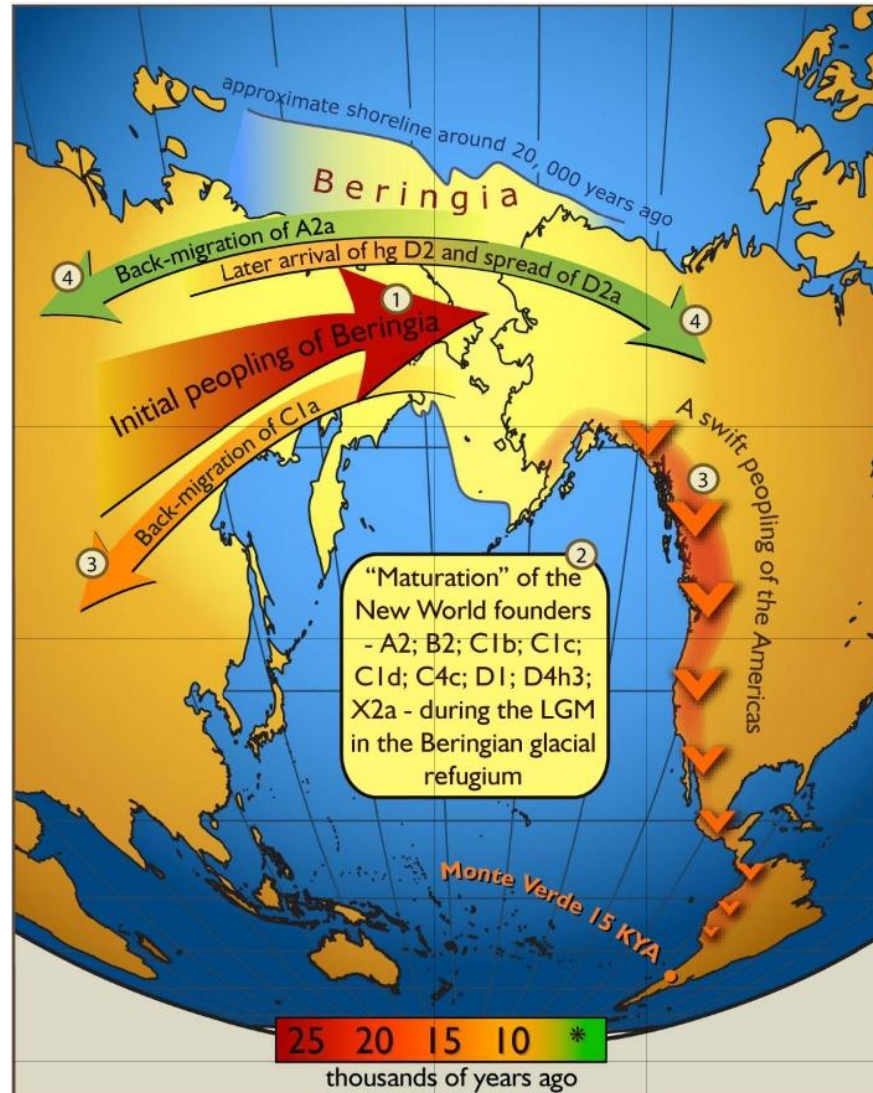 approximate shoreline around 20, 000 years ago
Beringia
Back-migration of A2a
Later arrival of hg D2 and spread of D2a
4
1
4
Initial peopling of Beringia
Back-migration of C1a
A swift peopling of the Americas
3
3
2
“Maturation” of the
New World founders
- A2; B2; C1b; C1c;
C1d; C4c; D1; D4h3;
X2a - during the LGM
in the Beringian glacial
refugium
Monte Verde 15 KYA
25 20 15 10 *
thousands of years ago